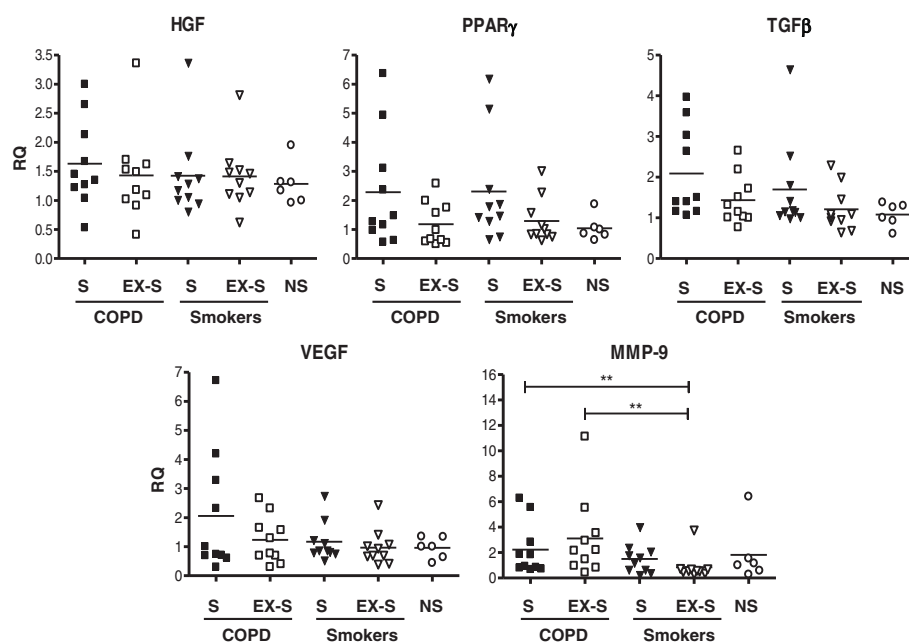 HGF PPARγ TGFβ
3.5 7 5
3.0 6 4
2.5 5 3
2.0 4 2
1.5 3 1
1.0 2 0
0.5 1
0.0 0
RQ
S EX-S S EX-S NS S EX-S S EX-S NS S EX-S S EX-S NS
COPD Smokers COPD Smokers COPD Smokers
VEGF MMP-9
7 16
6 14
5 12
4 10
3 8
2 6
1 4
0 2
0
RQ
** 
**
S EX-S S EX-S NS S EX-S S EX-S NS
COPD Smokers COPD Smokers